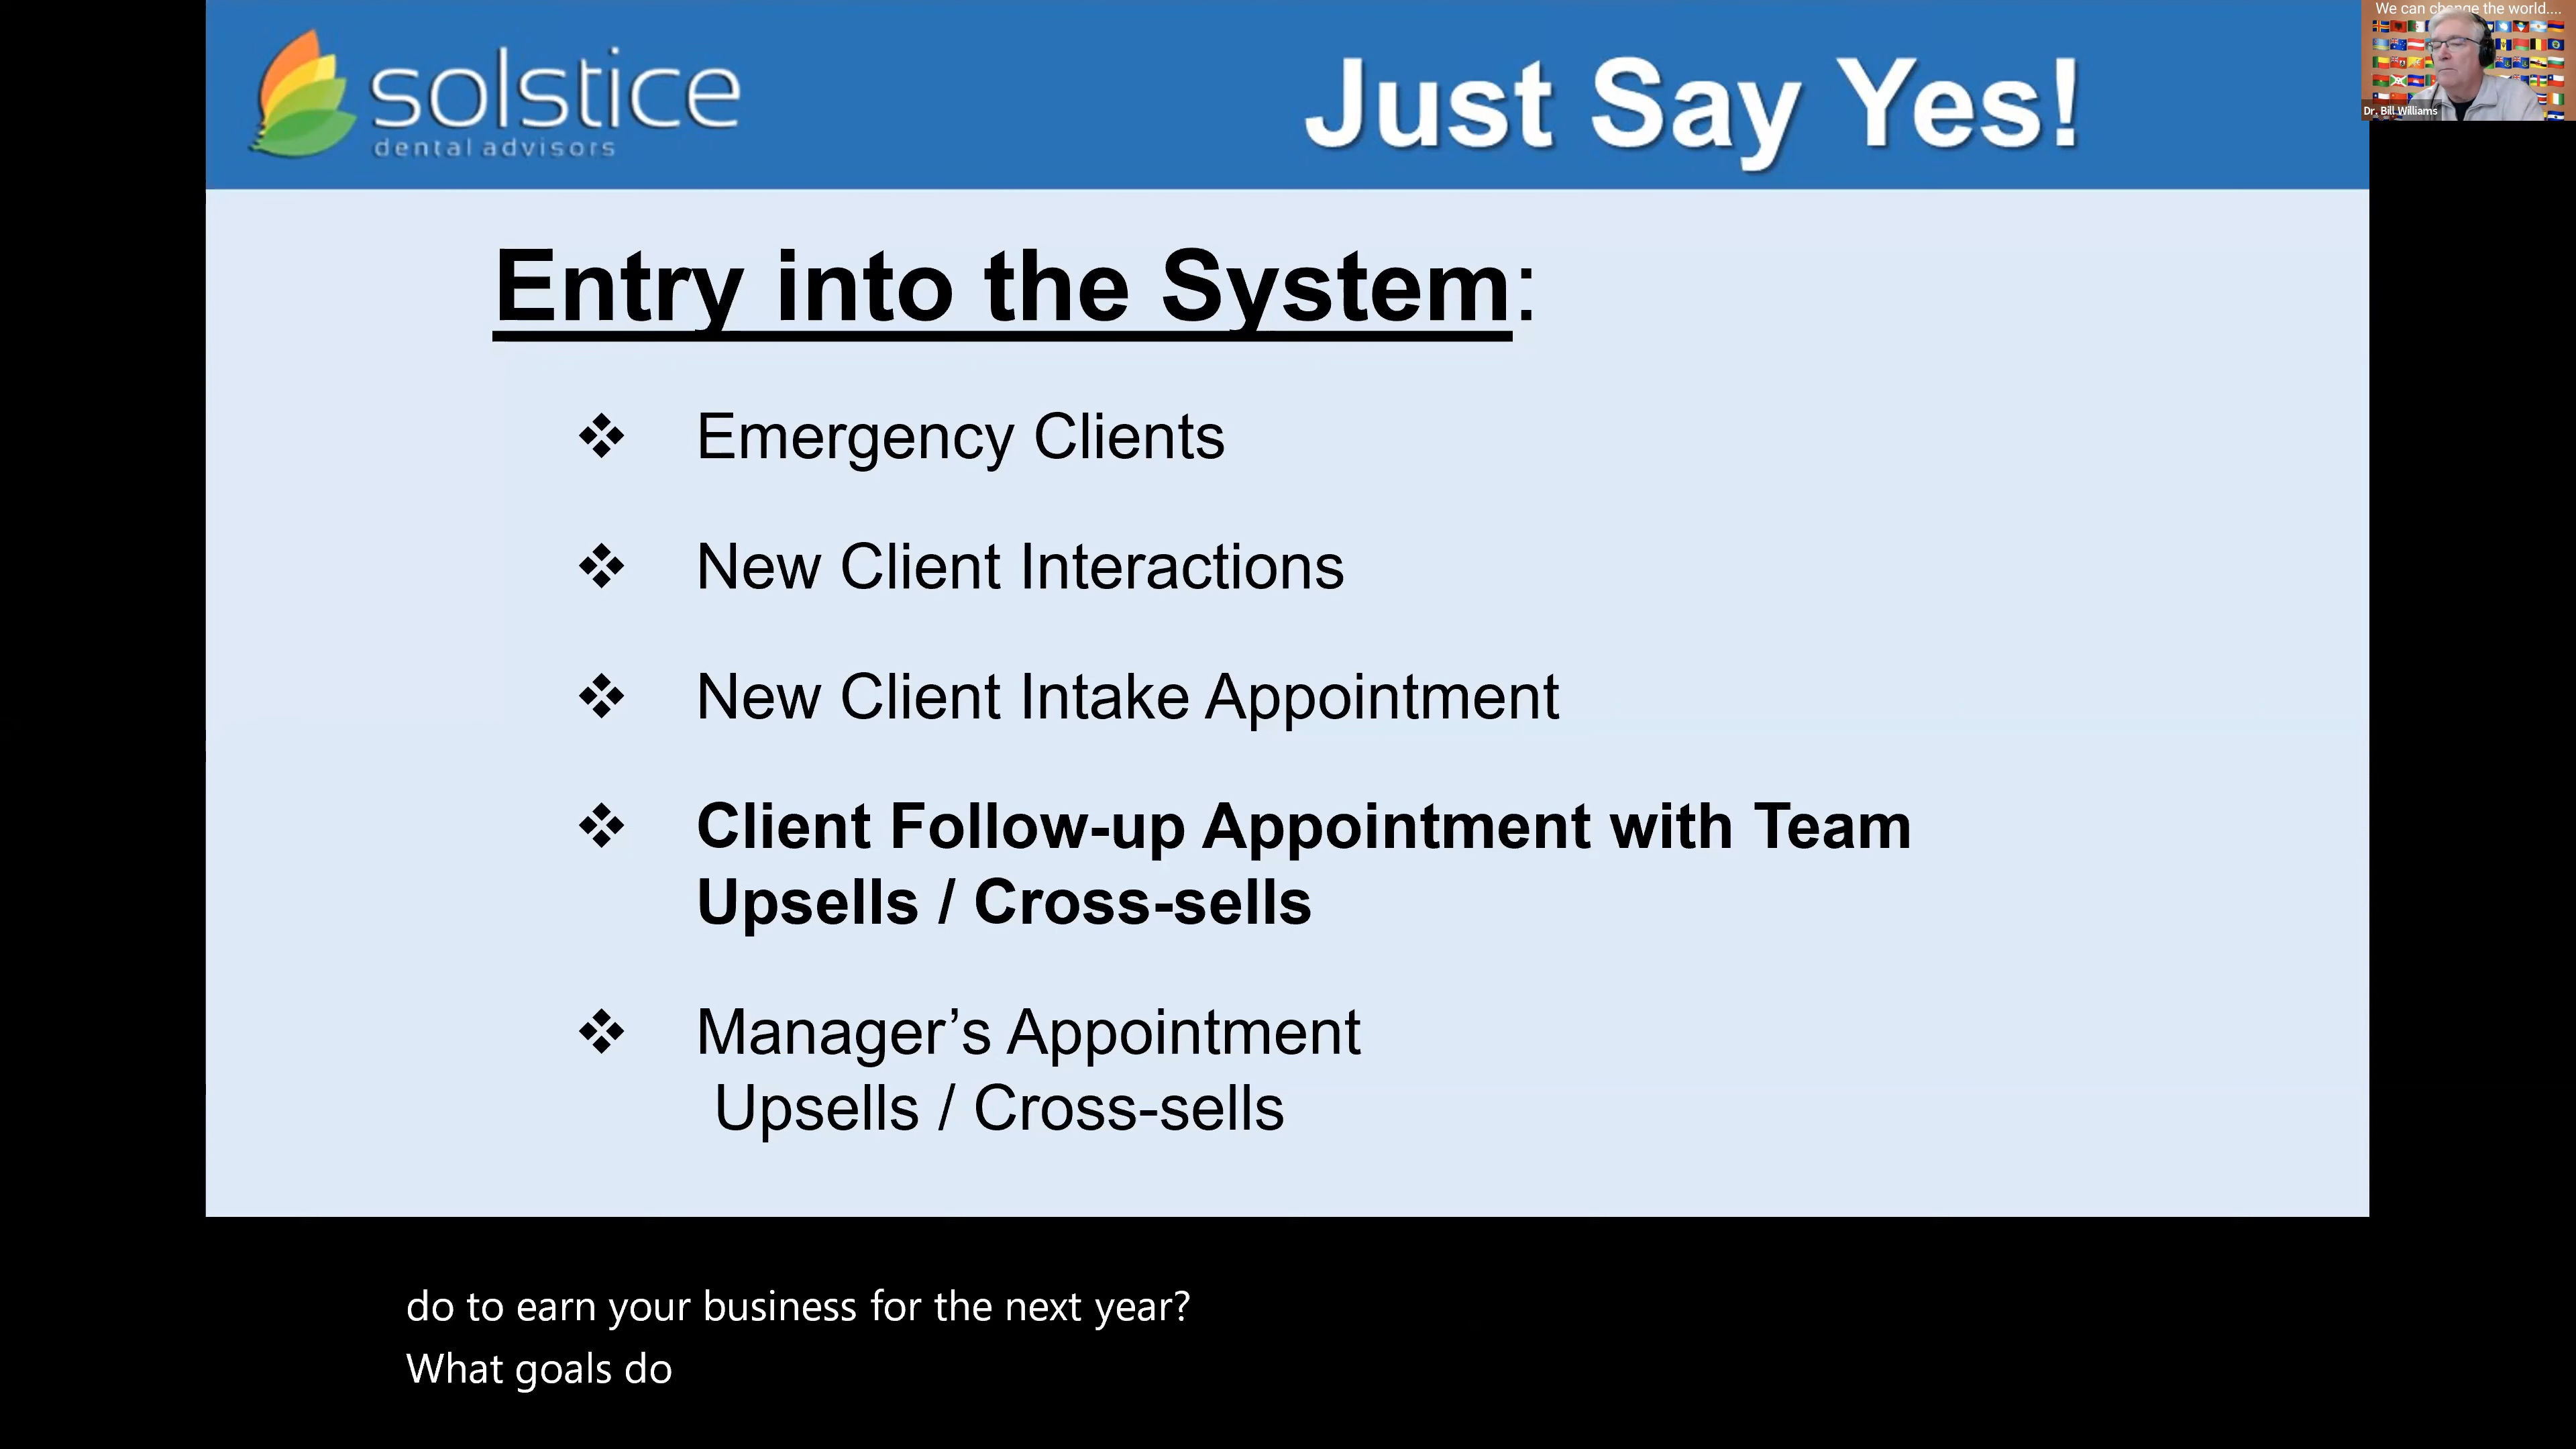 solstice
dental advisors
Just Say Yes!
We can change the world....
Dr. Bill Williams
Entry into the System:
❖ Emergency Clients
❖ New Client Interactions
❖ New Client Intake Appointment
❖ Client Follow-up Appointment with Team
Upsells / Cross-sells
❖ Manager’s Appointment
Upsells / Cross-sells
do to earn your business for the next year?
What goals do